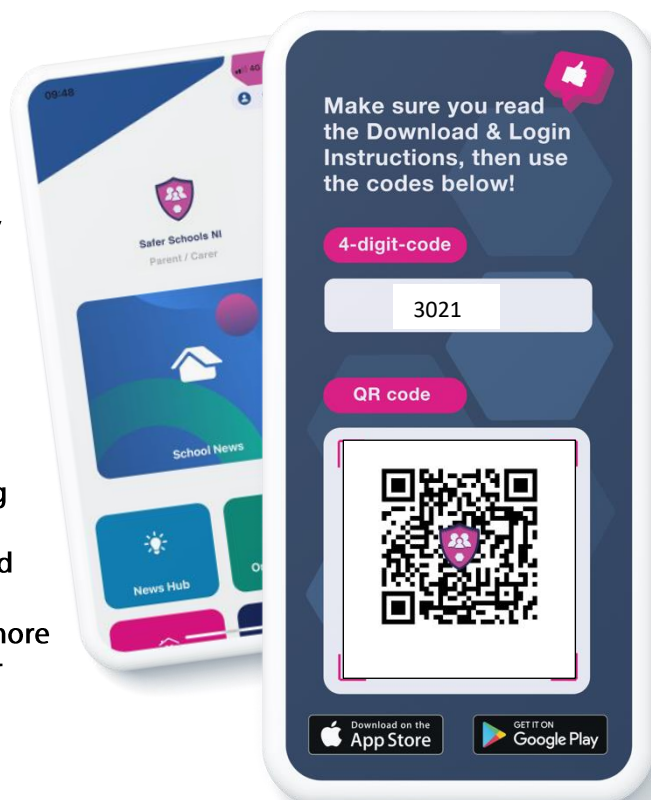 09:48
4G
Safer Schools NI
Parent / Carer
School News
News Hub
more
Make sure you read
the Download & Login
Instructions, then use
the codes below!
4-digit-code
3021
QR code
Download on the
App Store
GET IT ON
Google Play